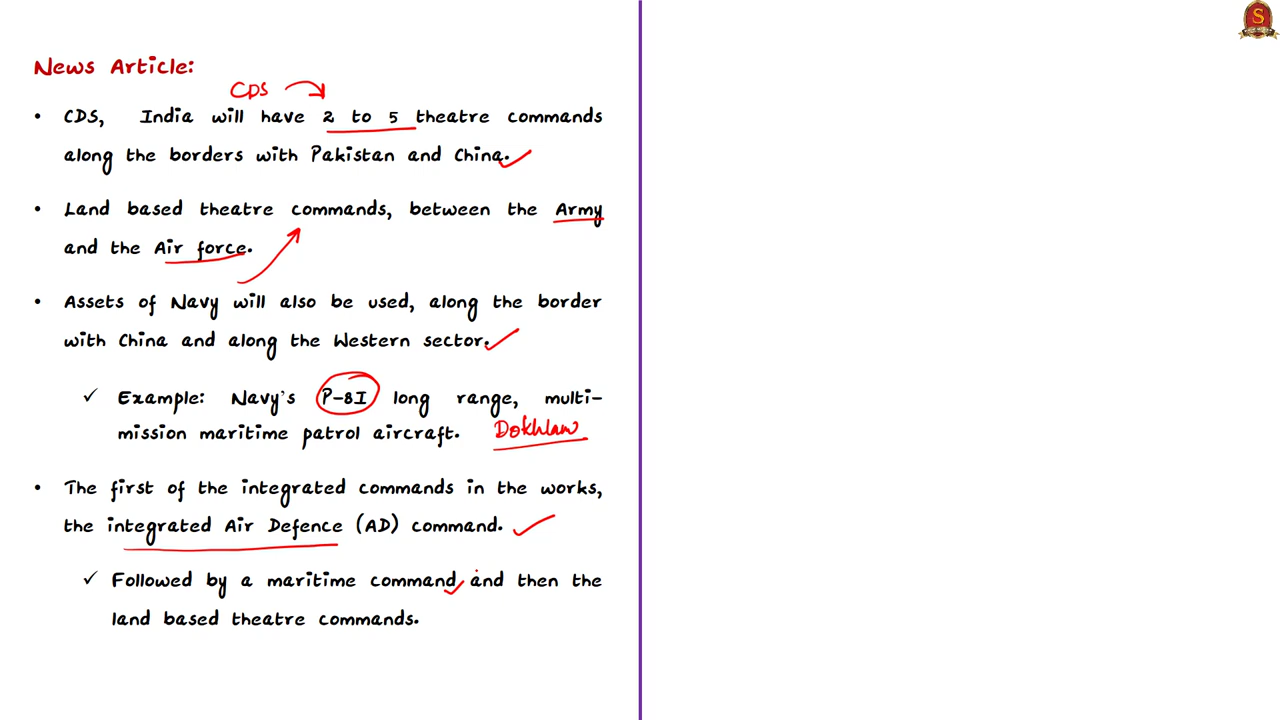 News Article:
CDS
• CDS, India will have 2 to 5 theatre commands
along the borders with Pakistan and China.
• Land based theatre commands, between the Army
and the Air force.
• Assets of Navy will also be used, along the border
with China and along the Western sector.
✓ Example: Navy's P-8I long range, multi-
mission maritime patrol aircraft. Dokhlam
• The first of the integrated commands in the works,
the integrated Air Defence (AD) command.
✓ Followed by a maritime command and then the
land based theatre commands.
S